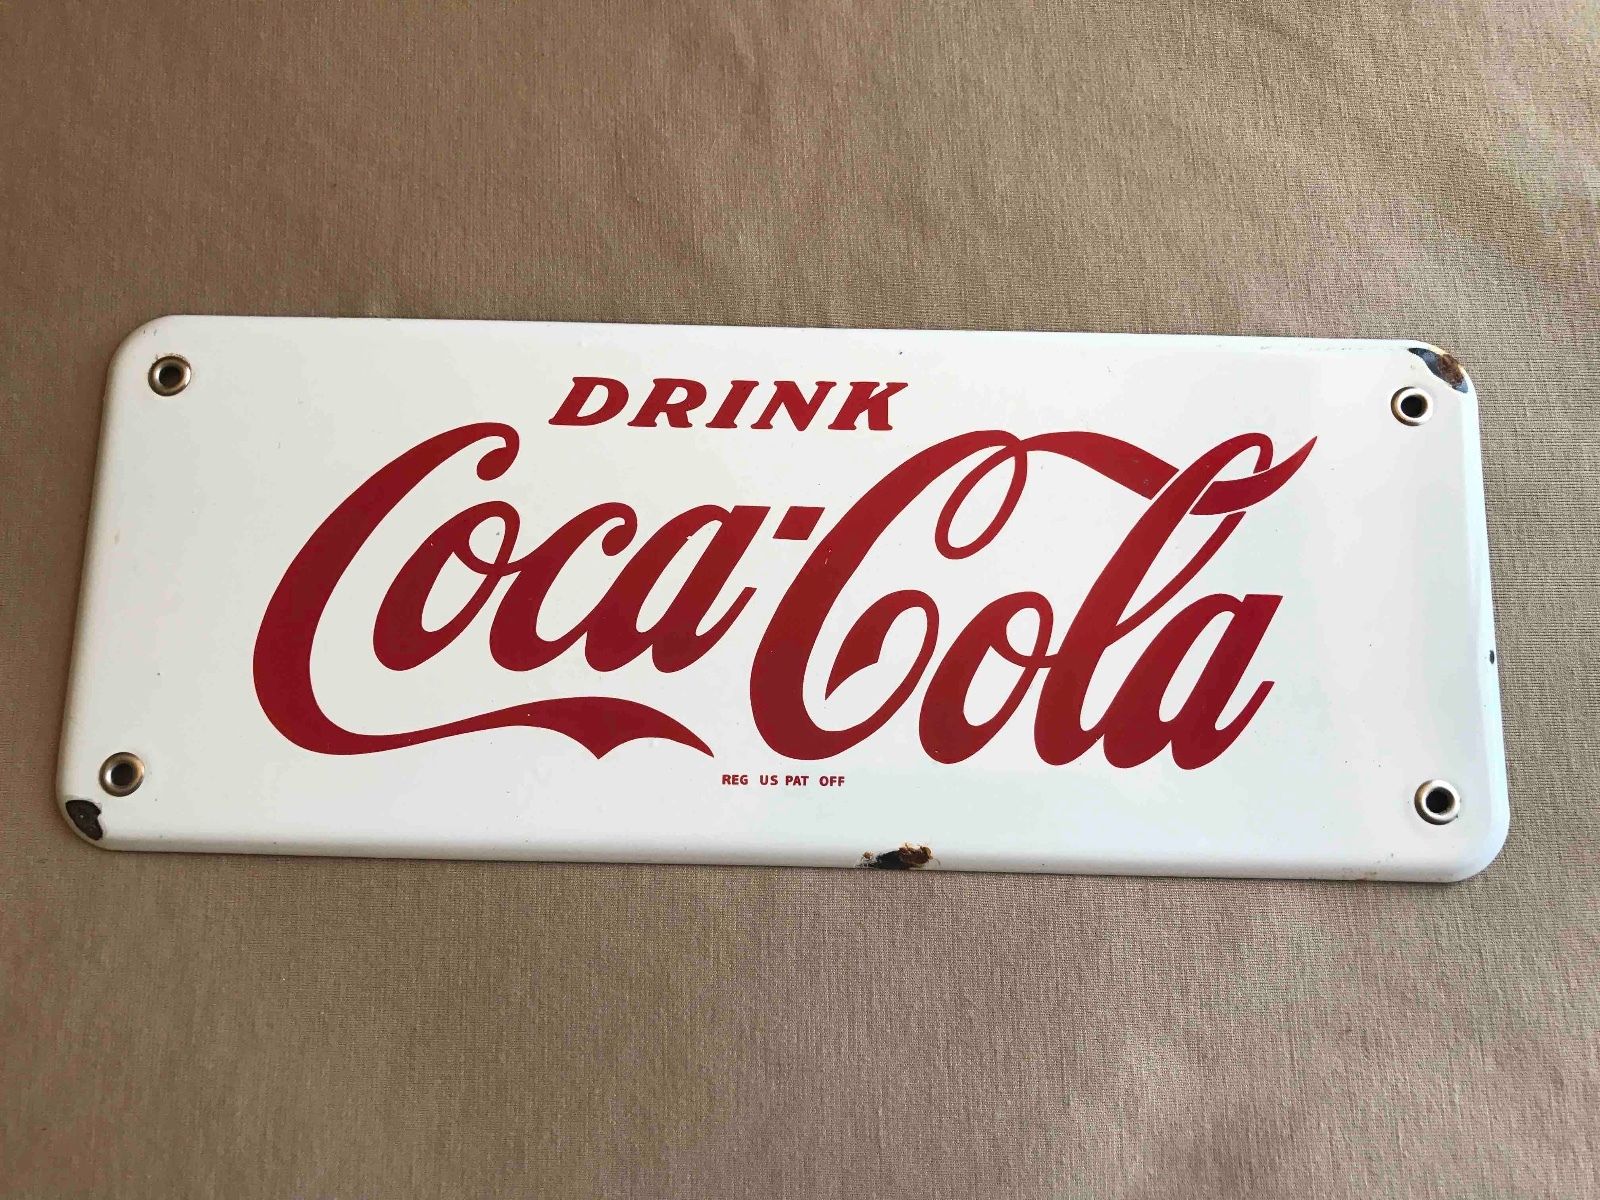 DRINK
Coca-Cola
REG US PAT OFF